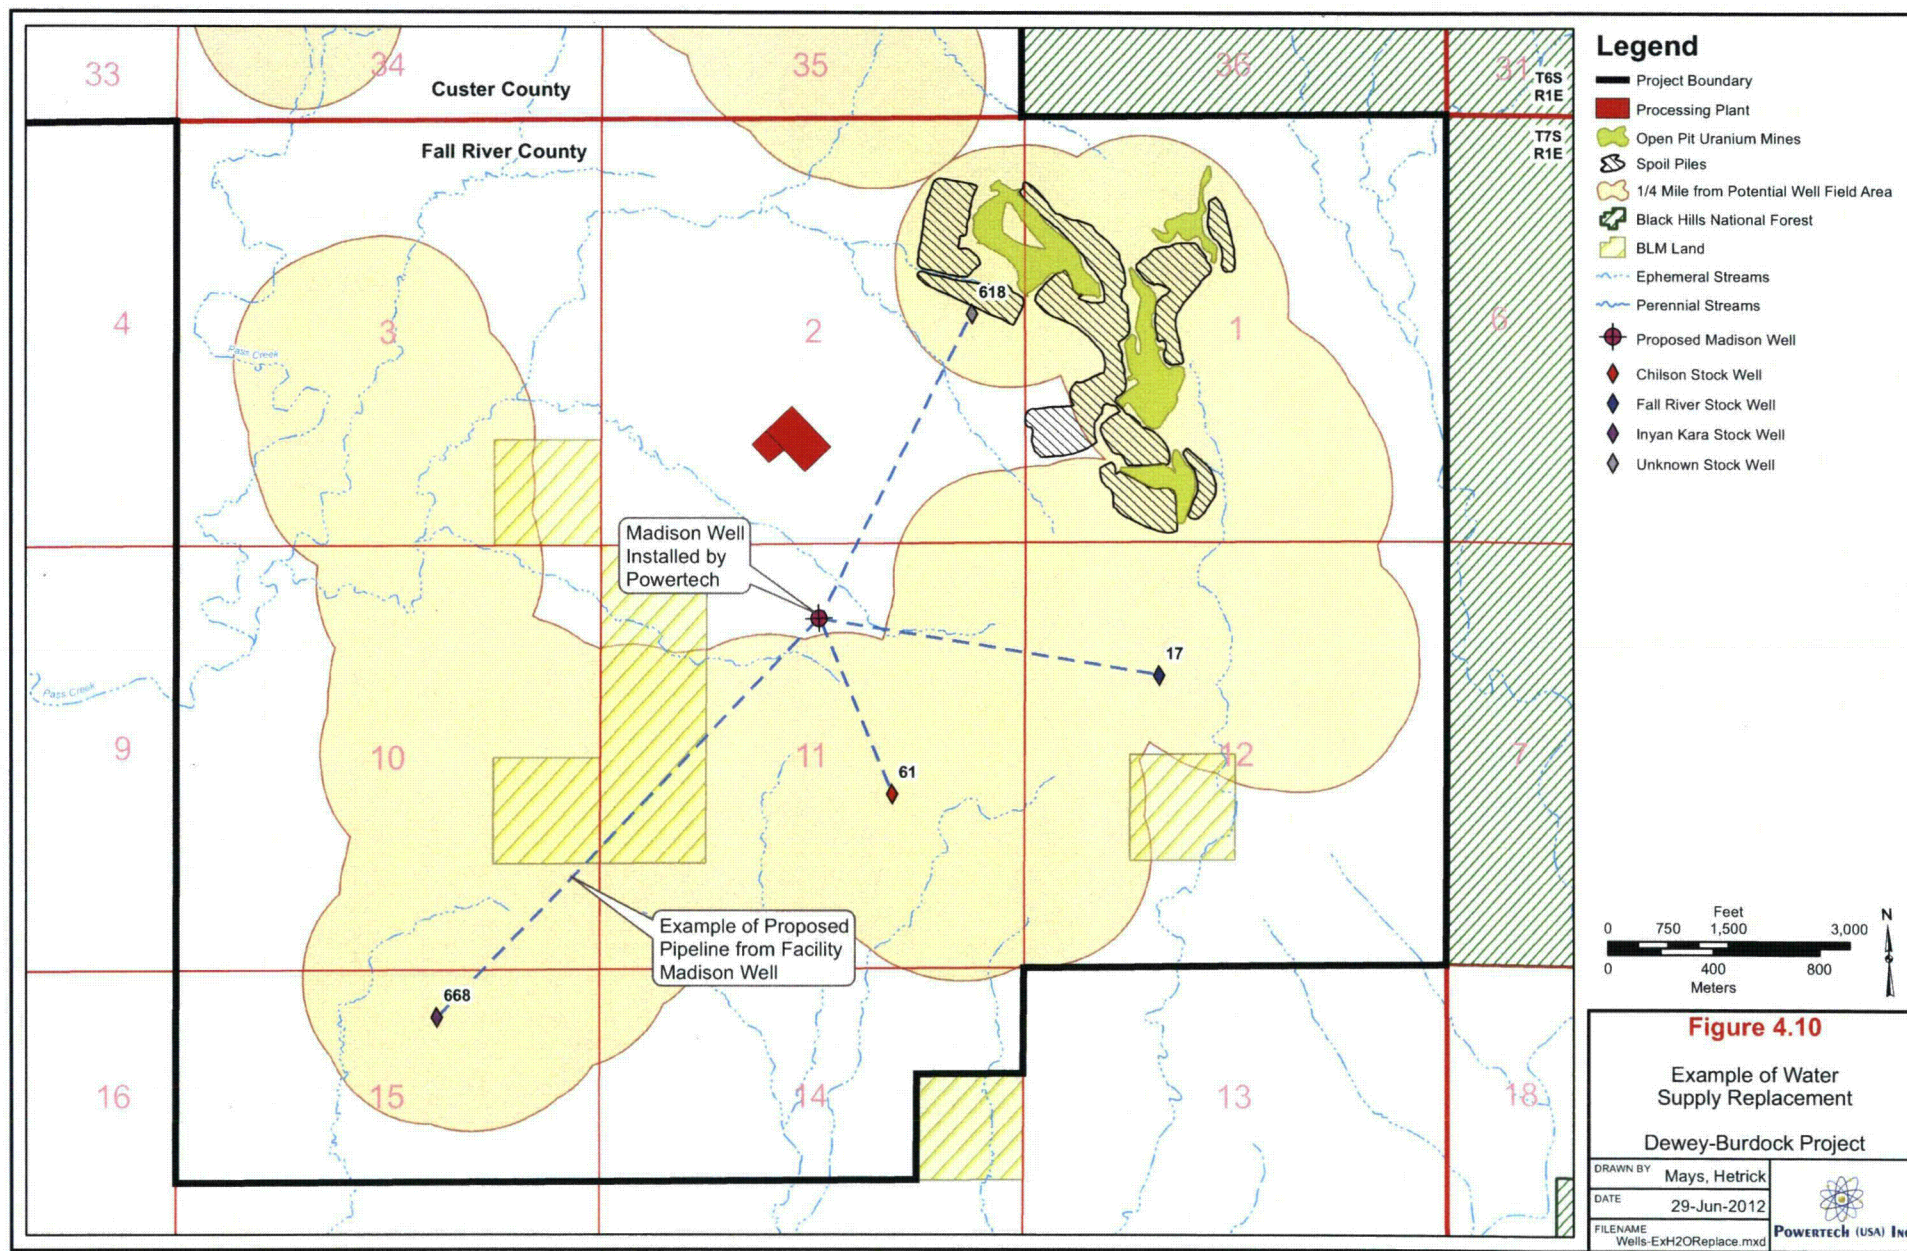 33
34
35
36
31
T6S
R1E
Custer County
Fall River County
T7S
R1E
4
3
2
1
6
618
Pass Creek
Madison Well
Installed by
Powertech
17
Pass Creek
9
10
11
12
7
61
Example of Proposed
Pipeline from Facility
Madison Well
668
16
15
14
13
18
Legend
Project Boundary
Processing Plant
Open Pit Uranium Mines
Spoil Piles
1/4 Mile from Potential Well Field Area
Black Hills National Forest
BLM Land
Ephemeral Streams
Perennial Streams
Proposed Madison Well
Chilson Stock Well
Fall River Stock Well
Inyan Kara Stock Well
Unknown Stock Well
Feet
0 750 1,500 3,000
0 400 800
Meters
N
Figure 4.10
Example of Water
Supply Replacement
Dewey-Burdock Project
DRAWN BY Mays, Hetrick
DATE 29-Jun-2012
FILENAME Wells-ExH2OReplace.mxd
POWERTECH (USA) INC